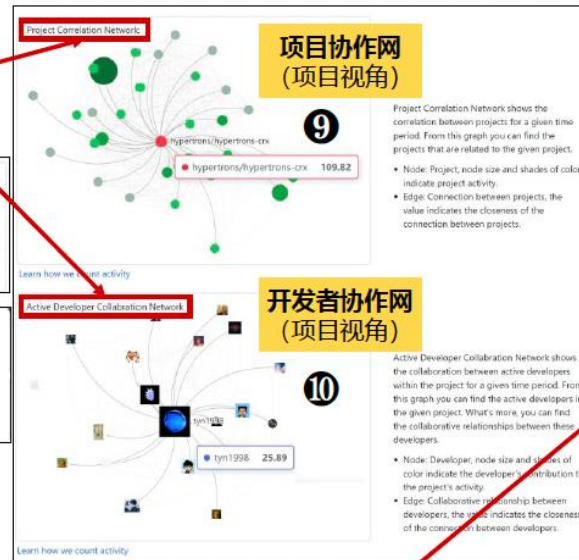 Project Correlation Network
项目协作网
（项目视角）
❾
hypertrons/hypertrons-crx
hypertrons/hypertrons-crx 109.82
Project Correlation Network shows the
correlation between projects for a given time
period. From this graph you can find the
projects that are related to the given project.
• Node: Project, node size and shades of color
indicate project activity.
• Edge: Connection between projects, the
value indicates the closeness of the
connection between projects.
Learn how we count activity
Active Developer Collabration Network
开发者协作网
（项目视角）
❿
tyn1998
tyn1998 25.89
Active Developer Collabration Network shows
the collaboration between active developers
within the project for a given time period. From
this graph you can find the active developers in
the given project. What's more, you can find
the collaborative relationships between these
developers.
• Node: Developer, node size and shades of
color indicate the developer's contribution to
the project's activity.
• Edge: Collaborative relationship between
developers, the value indicates the closeness
of the connection between developers.
Learn how we count activity